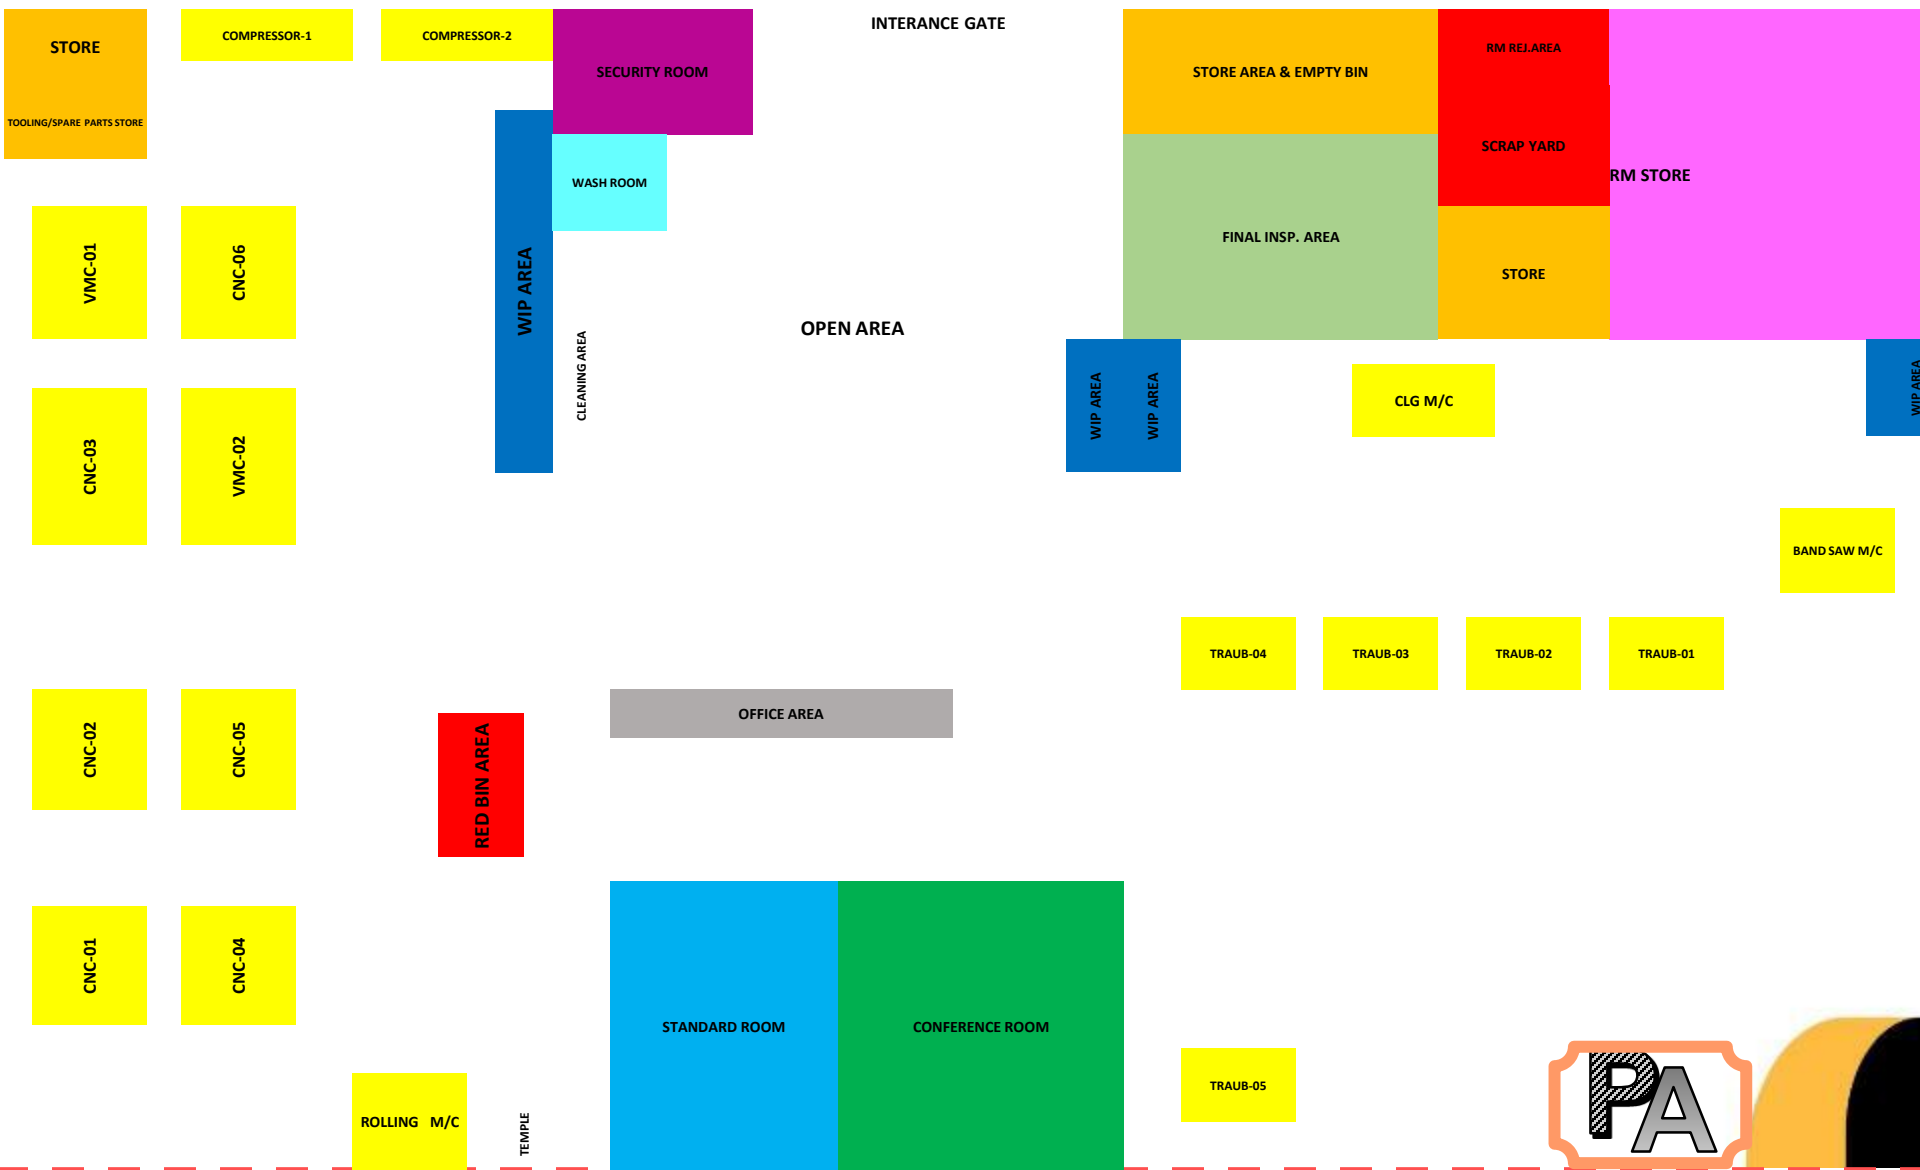 INTERANCE GATE
STORE
COMPRESSOR-1
COMPRESSOR-2
SECURITY ROOM
STORE AREA & EMPTY BIN
RM REJ.AREA
TOOLING/SPARE PARTS STORE
SCRAP YARD
RM STORE
WASH ROOM
FINAL INSP. AREA
VMC-01
CNC-06
WIP AREA
STORE
OPEN AREA
CLEANING AREA
WIP AREA
WIP AREA
CLG M/C
WIP AREA
CNC-03
VMC-02
BAND SAW M/C
TRAUB-04
TRAUB-03
TRAUB-02
TRAUB-01
OFFICE AREA
CNC-02
CNC-05
RED BIN AREA
CNC-01
CNC-04
STANDARD ROOM
CONFERENCE ROOM
TRAUB-05
ROLLING M/C
TEMPLE
PA